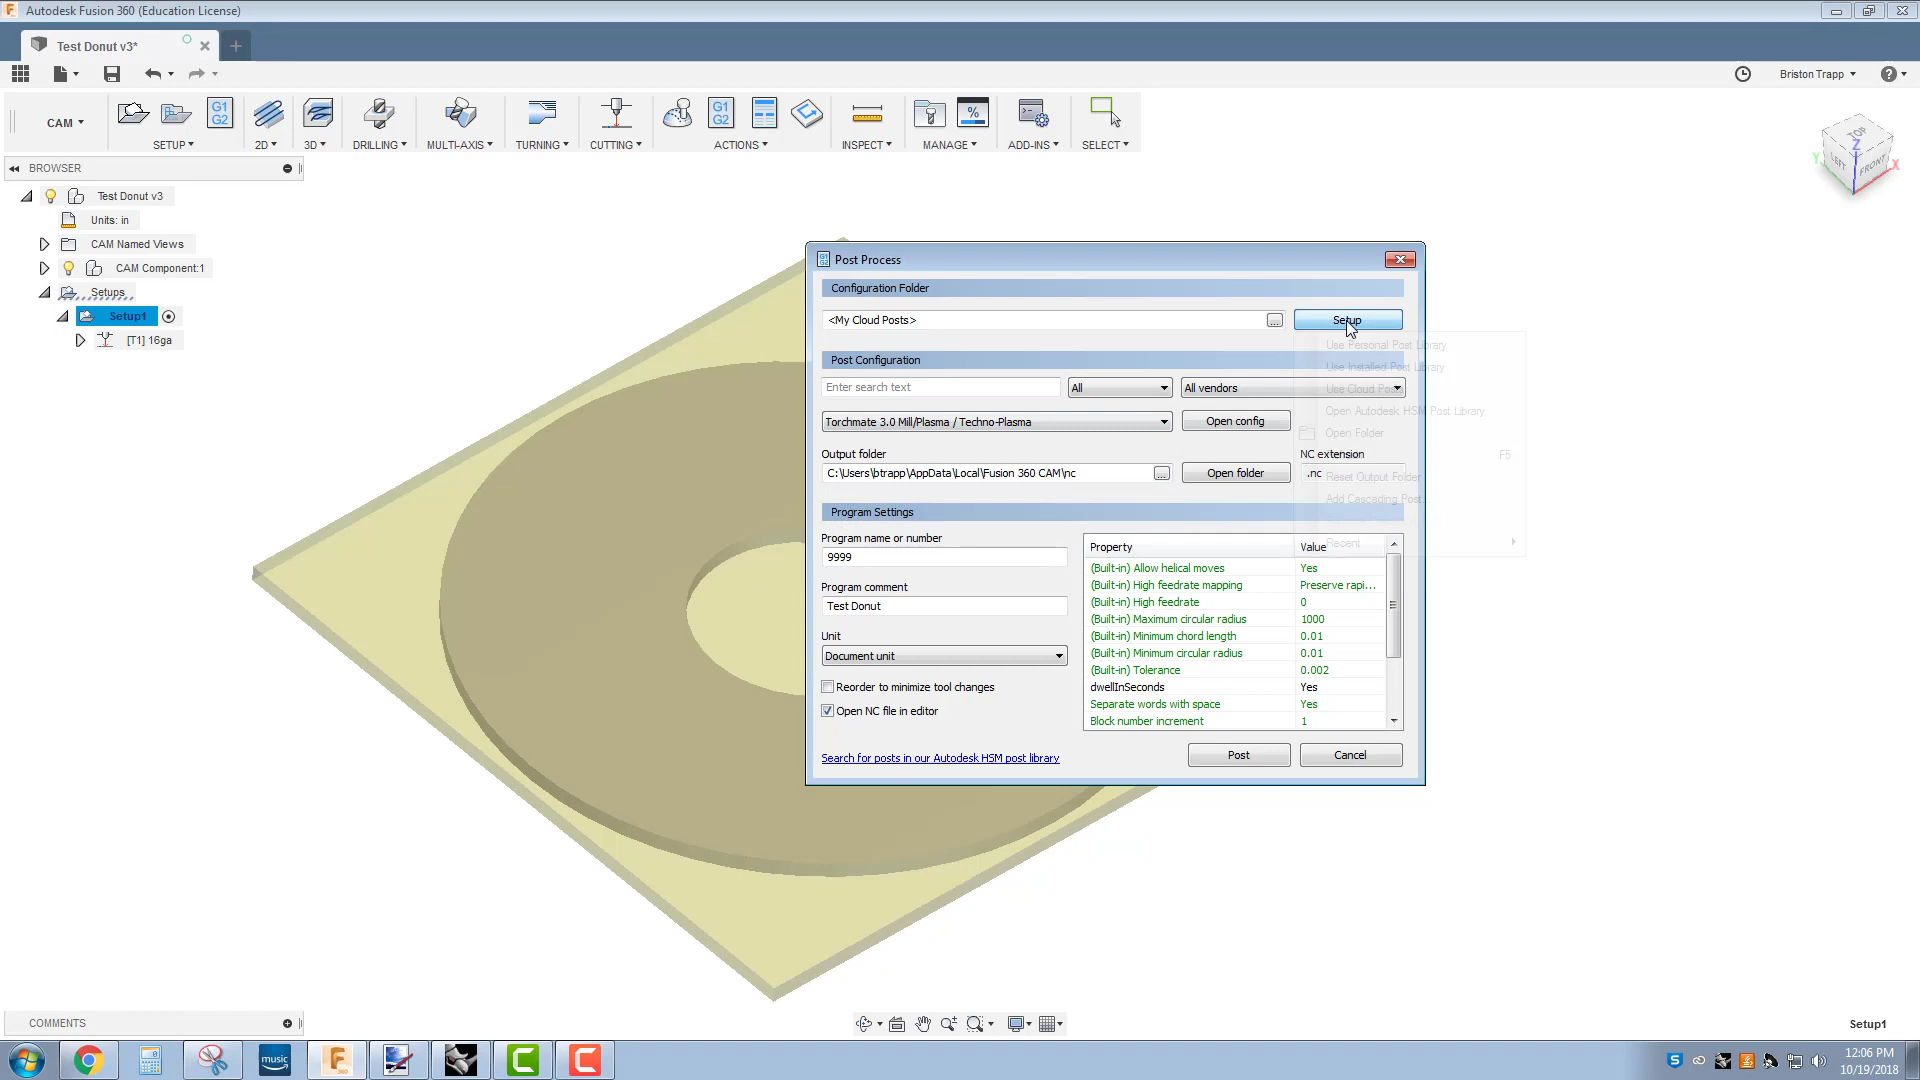 Autodesk Fusion 360 (Education License)
Test Donut v3*
Briston Trapp
CAM
G1 G2
G1 G2
%
SETUP
2D
3D
DRILLING
MULTI-AXIS
TURNING
CUTTING
ACTIONS
INSPECT
MANAGE
ADD-INS
SELECT
TOP
LEFT
FRONT
Z
Y
X
BROWSER
Test Donut v3
Units: in
CAM Named Views
CAM Component:1
Setups
Setup1
[T1] 16ga
Post Process
Configuration Folder
<My Cloud Posts>
...
Setup
Use Personal Post Library
Use Installed Post Library
Use Cloud Posts
Open Autodesk HSM Post Library
Open Folder
F5
Reset Output Folder
Add Cascading Post...
Recent
Post Configuration
Enter search text
All
All vendors
Torchmate 3.0 Mill/Plasma / Techno-Plasma
Open config
Output folder
NC extension
C:\Users\btrapp\AppData\Local\Fusion 360 CAM\nc
...
Open folder
.nc
Program Settings
Program name or number
9999
Program comment
Test Donut
Unit
Document unit
Reorder to minimize tool changes
Open NC file in editor
Property Value
(Built-in) Allow helical moves Yes
(Built-in) High feedrate mapping Preserve rapi...
(Built-in) High feedrate 0
(Built-in) Maximum circular radius 1000
(Built-in) Minimum chord length 0.01
(Built-in) Minimum circular radius 0.01
(Built-in) Tolerance 0.002
dwellInSeconds Yes
Separate words with space Yes
Block number increment 1
Search for posts in our Autodesk HSM post library
Post
Cancel
COMMENTS
Setup1
music
12:06 PM
10/19/2018